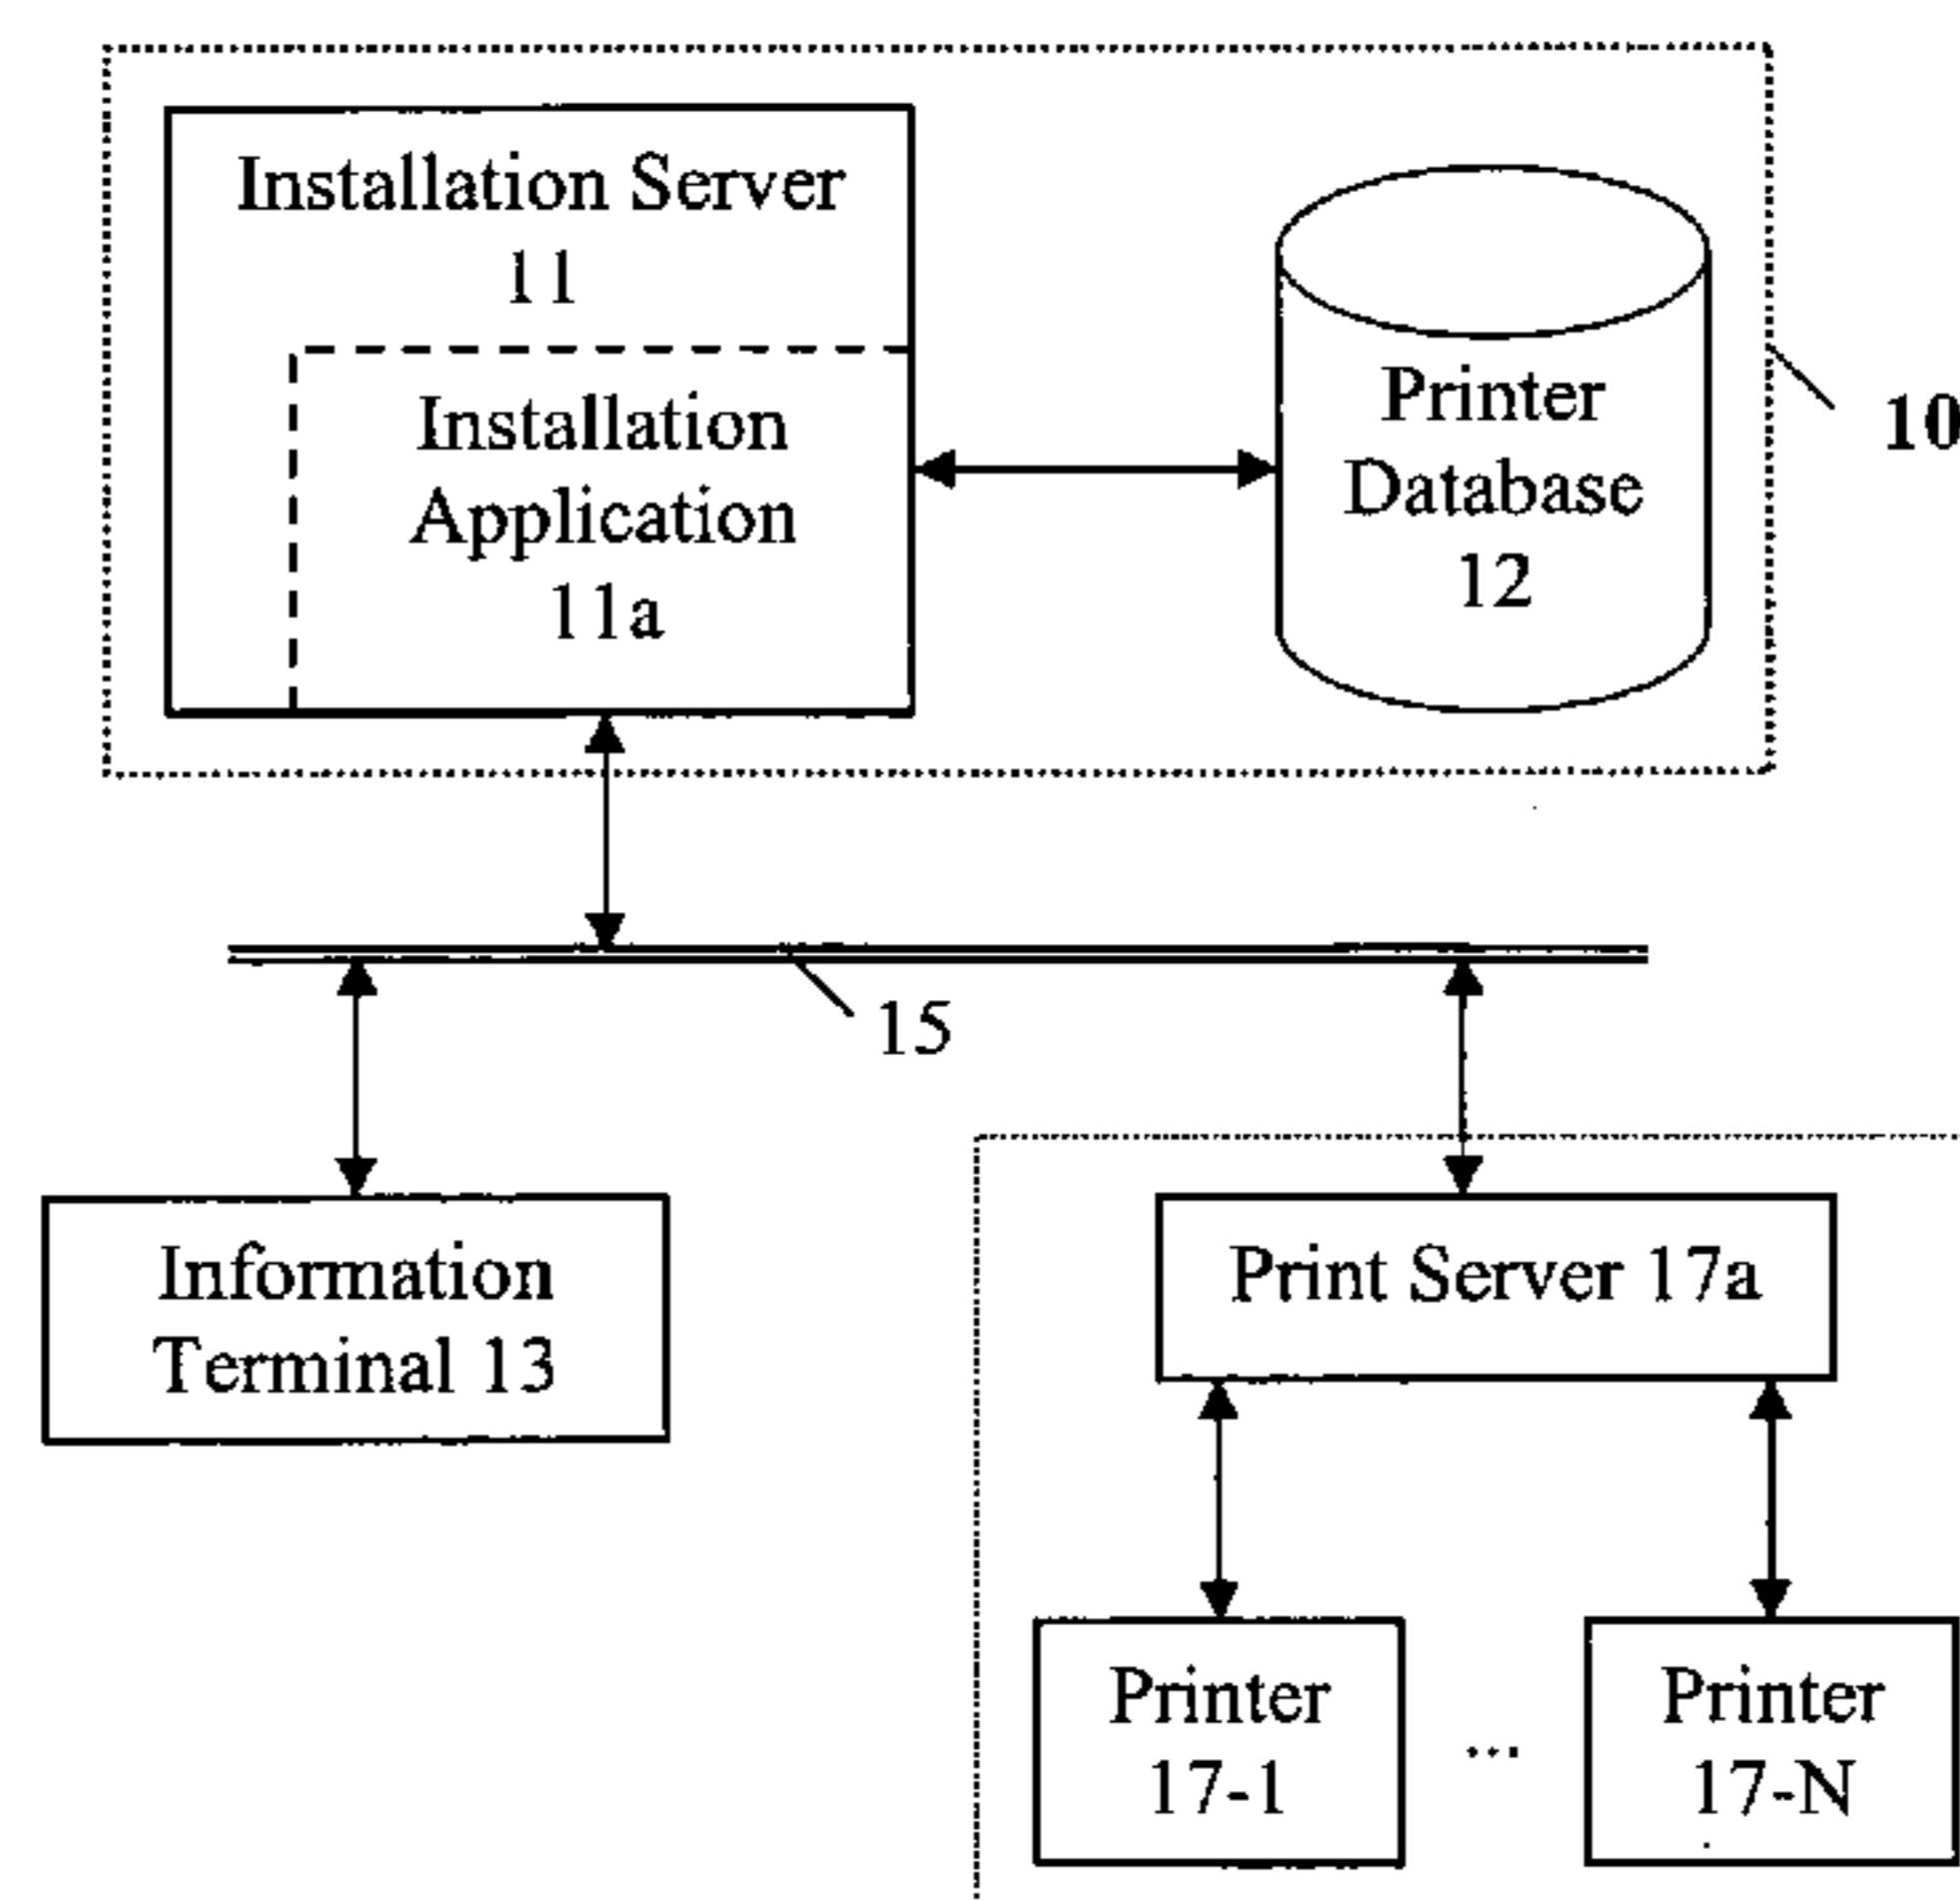 Installation Server
11
Installation
Application
11a
Printer
Database
12
10
15
Information
Terminal 13
Print Server 17a
Printer
17-1
...
Printer
17-N